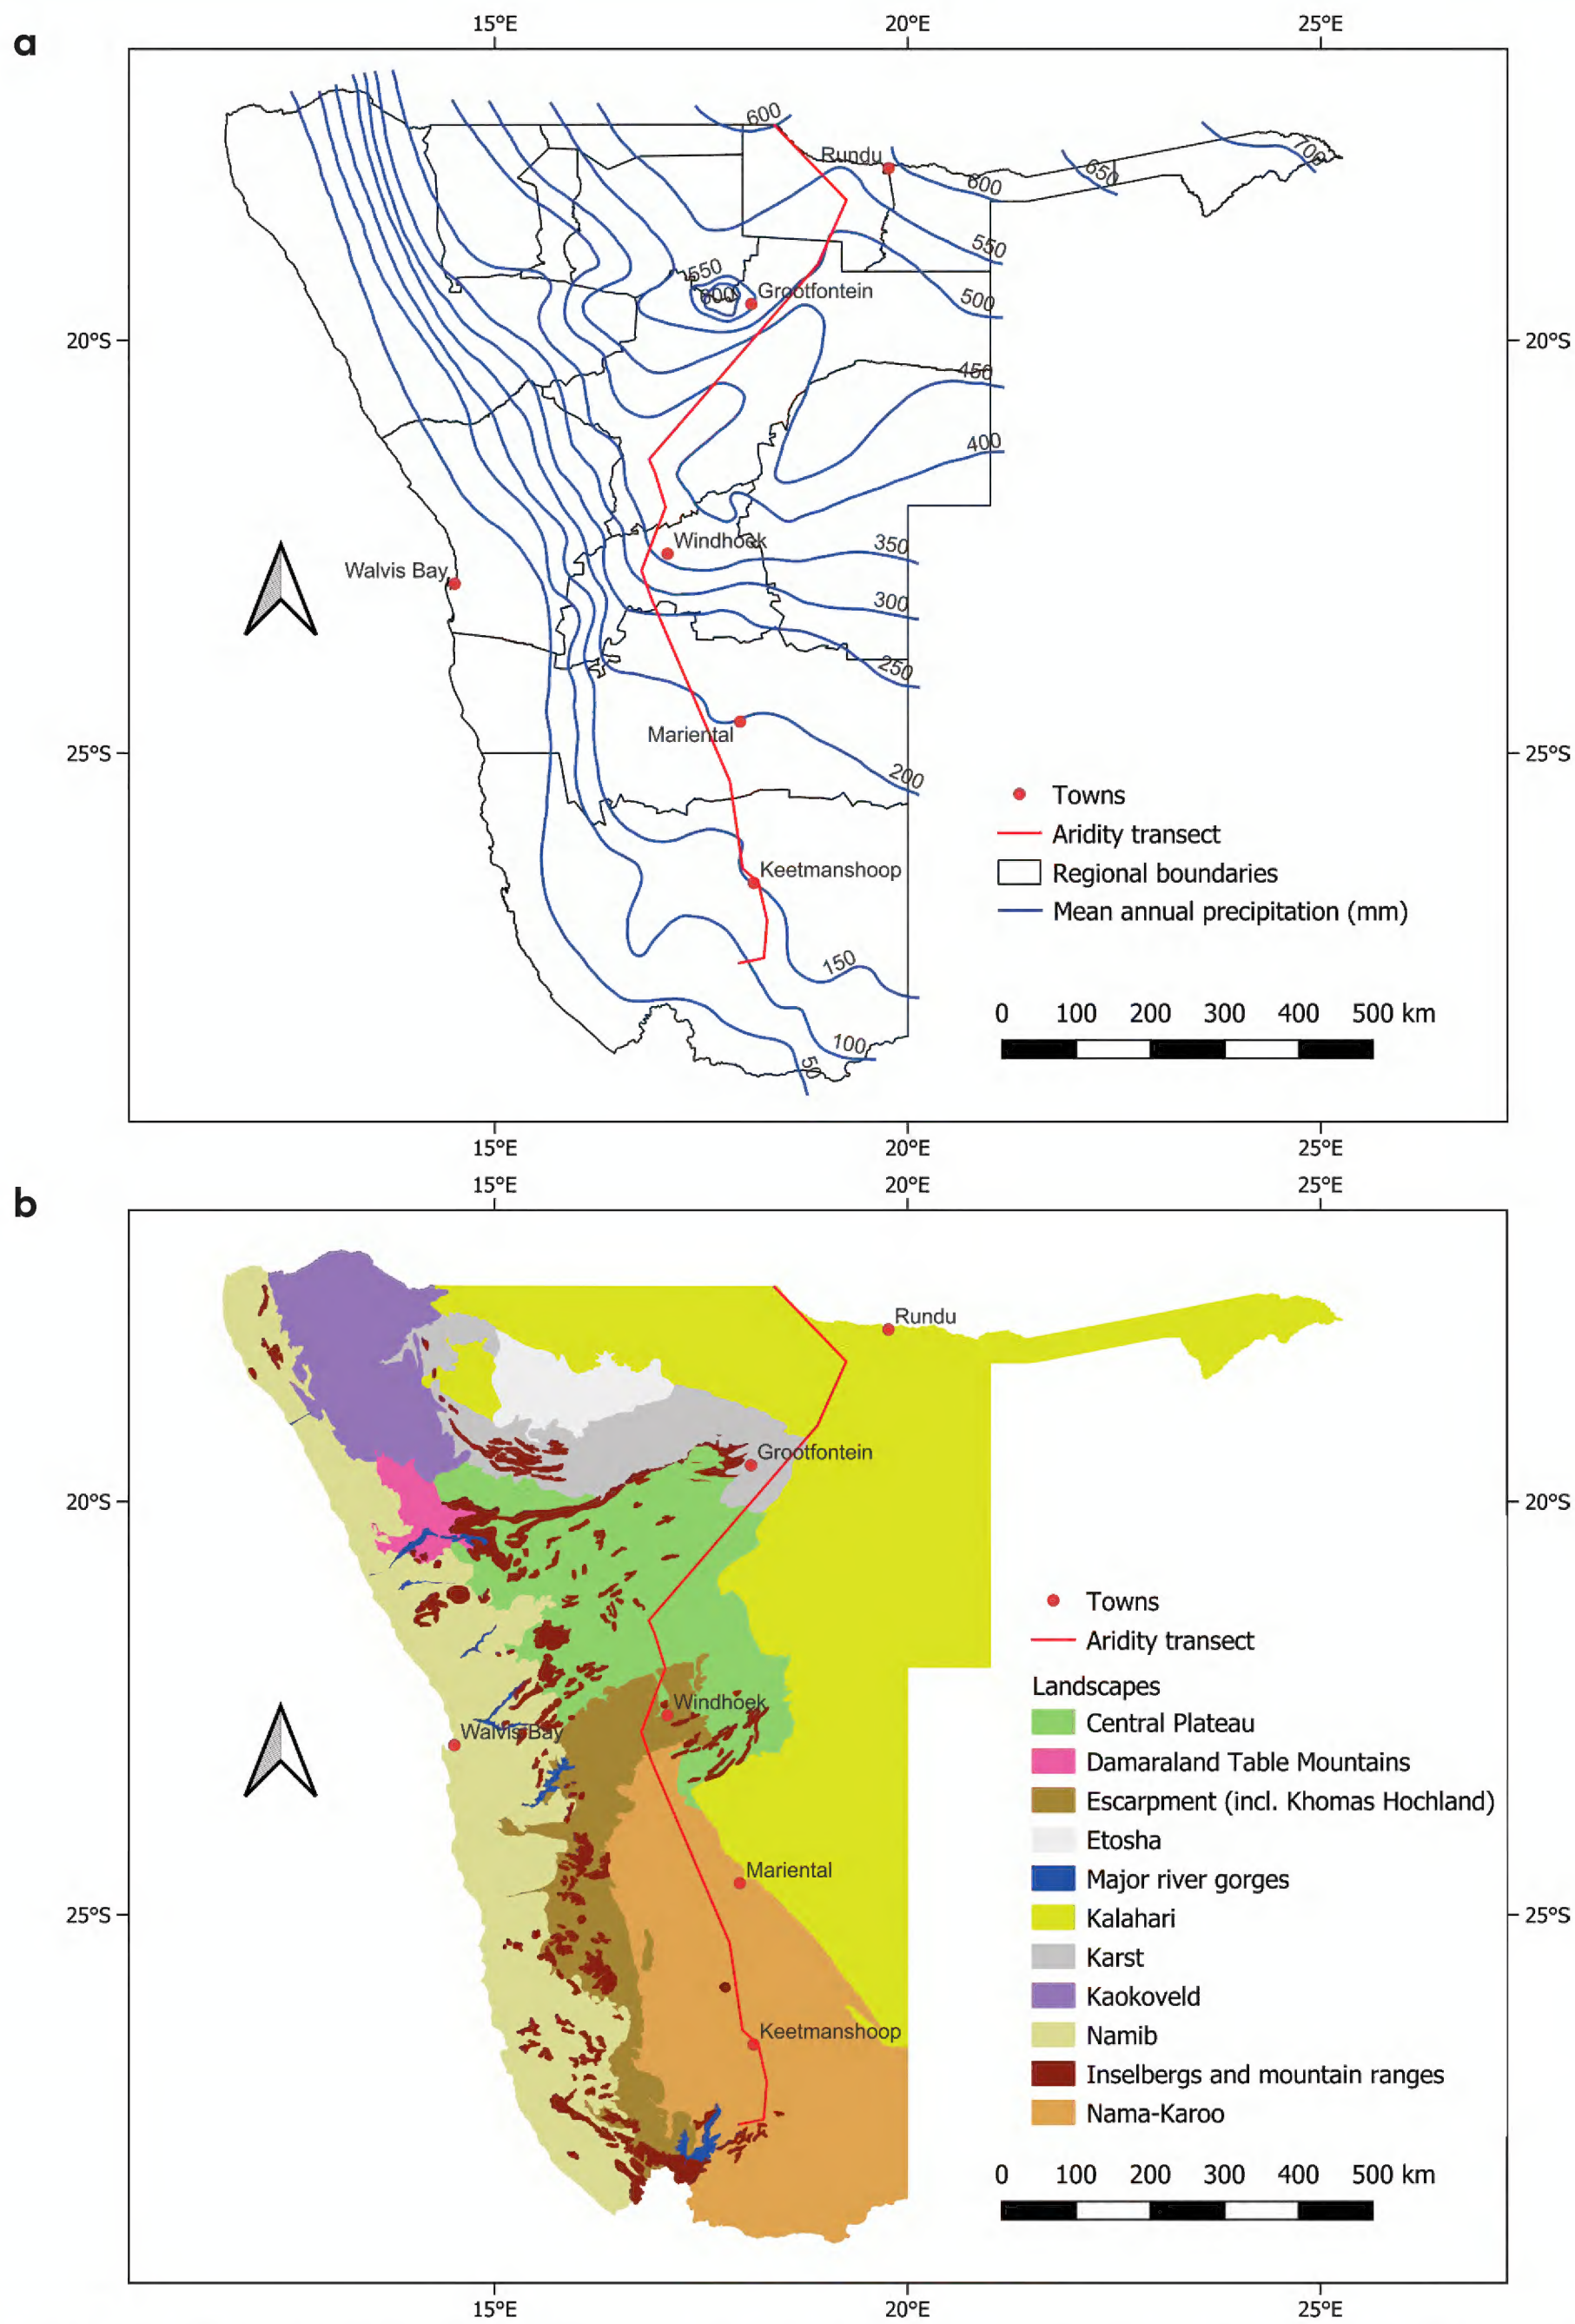 a
15°E 20°E 25°E
600
Rundu
700
650
600
550
550
500
600
Grootfontein
20°S 20°S
450
400
Windhoek
350
Walvis Bay
300
250
Mariental
25°S 25°S
200
Towns
Aridity transect
Keetmanshoop
Regional boundaries
Mean annual precipitation (mm)
150
0 100 200 300 400 500 km
100
50
15°E 20°E 25°E
b
15°E 20°E 25°E
Rundu
Grootfontein
20°S 20°S
Towns
Aridity transect
Landscapes
Windhoek
Central Plateau
Walvis Bay
Damaraland Table Mountains
Escarpment (incl. Khomas Hochland)
Etosha
Mariental
Major river gorges
25°S 25°S
Kalahari
Karst
Kaokoveld
Keetmanshoop
Namib
Inselbergs and mountain ranges
Nama-Karoo
0 100 200 300 400 500 km
15°E 20°E 25°E